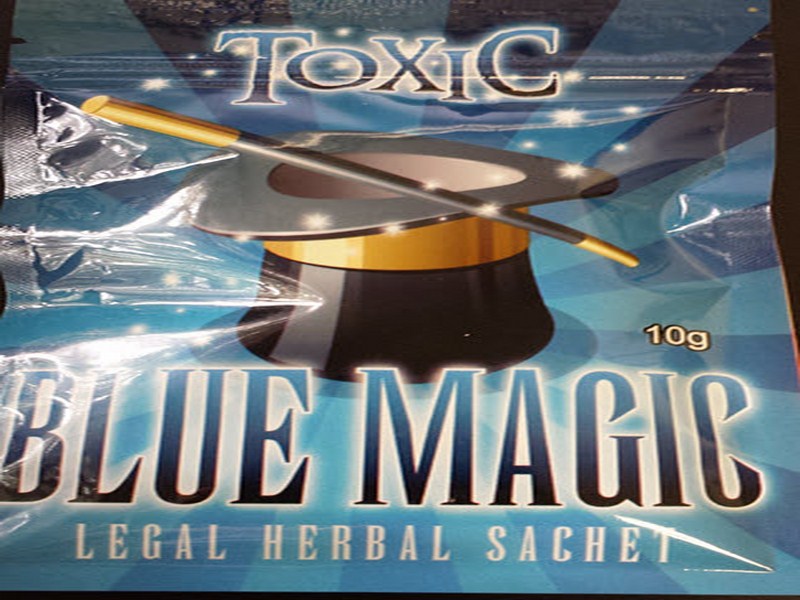 TOXIC
10g
BLUE MAGIC
LEGAL HERBAL SACHET